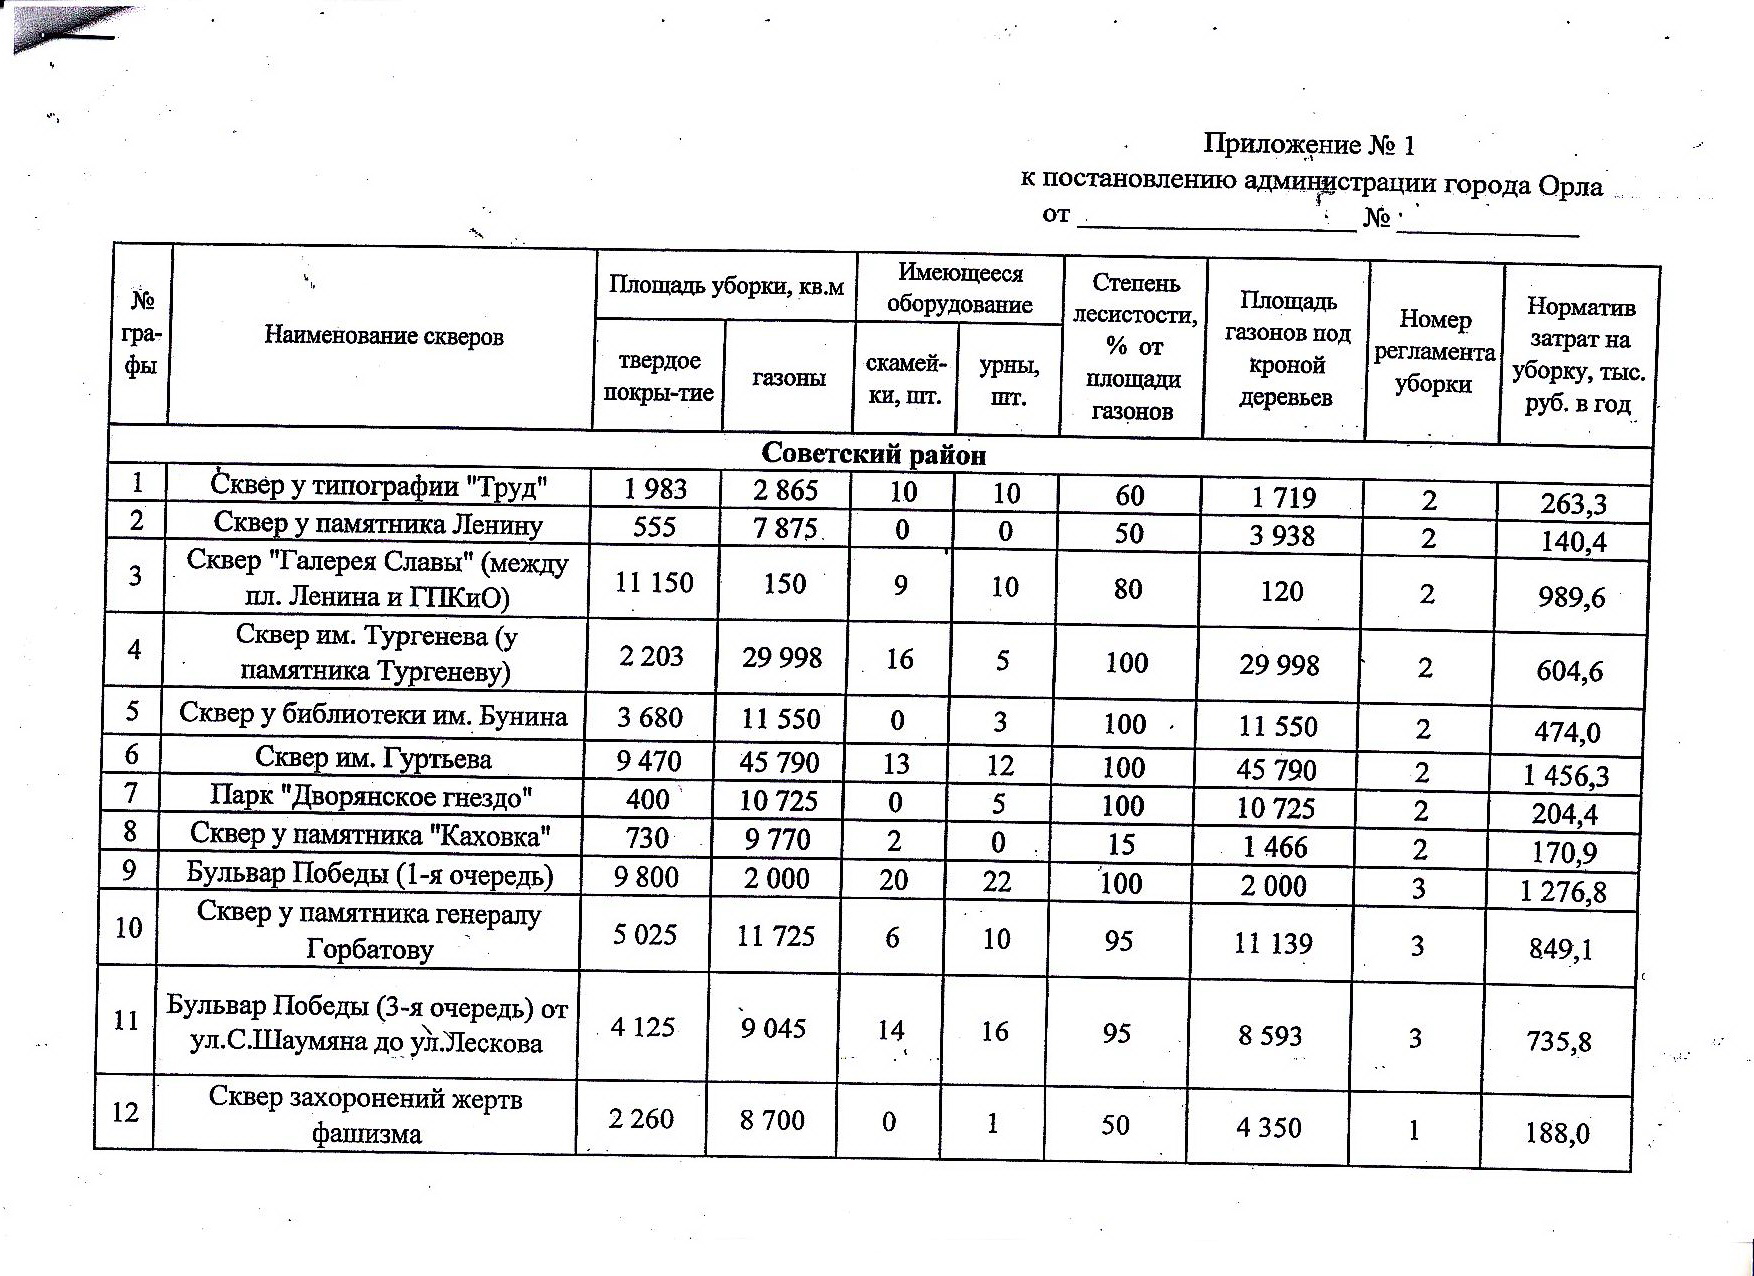 Приложение № 1
к постановлению администрации города Орла
от ____________________ № _____________
№ гра-фы
Наименование скверов
Площадь уборки, кв.м
твердое покры-тие
газоны
Имеющееся оборудование
скамей-ки, шт.
урны, шт.
Степень лесистости, % от площади газонов
Площадь газонов под кроной деревьев
Номер регламента уборки
Норматив затрат на уборку, тыс. руб. в год
Советский район
1 Сквер у типографии "Труд" 1 983 2 865 10 10 60 1 719 2 263,3
2 Сквер у памятника Ленину 555 7 875 0 0 50 3 938 2 140,4
3 Сквер "Галерея Славы" (между пл. Ленина и ГПКиО) 11 150 150 9 10 80 120 2 989,6
4 Сквер им. Тургенева (у памятника Тургеневу) 2 203 29 998 16 5 100 29 998 2 604,6
5 Сквер у библиотеки им. Бунина 3 680 11 550 0 3 100 11 550 2 474,0
6 Сквер им. Гуртьева 9 470 45 790 13 12 100 45 790 2 1 456,3
7 Парк "Дворянское гнездо" 400 10 725 0 5 100 10 725 2 204,4
8 Сквер у памятника "Каховка" 730 9 770 2 0 15 1 466 2 170,9
9 Бульвар Победы (1-я очередь) 9 800 2 000 20 22 100 2 000 3 1 276,8
10 Сквер у памятника генералу Горбатову 5 025 11 725 6 10 95 11 139 3 849,1
11 Бульвар Победы (3-я очередь) от ул.С.Шаумяна до ул.Лескова 4 125 9 045 14 16 95 8 593 3 735,8
12 Сквер захоронений жертв фашизма 2 260 8 700 0 1 50 4 350 1 188,0